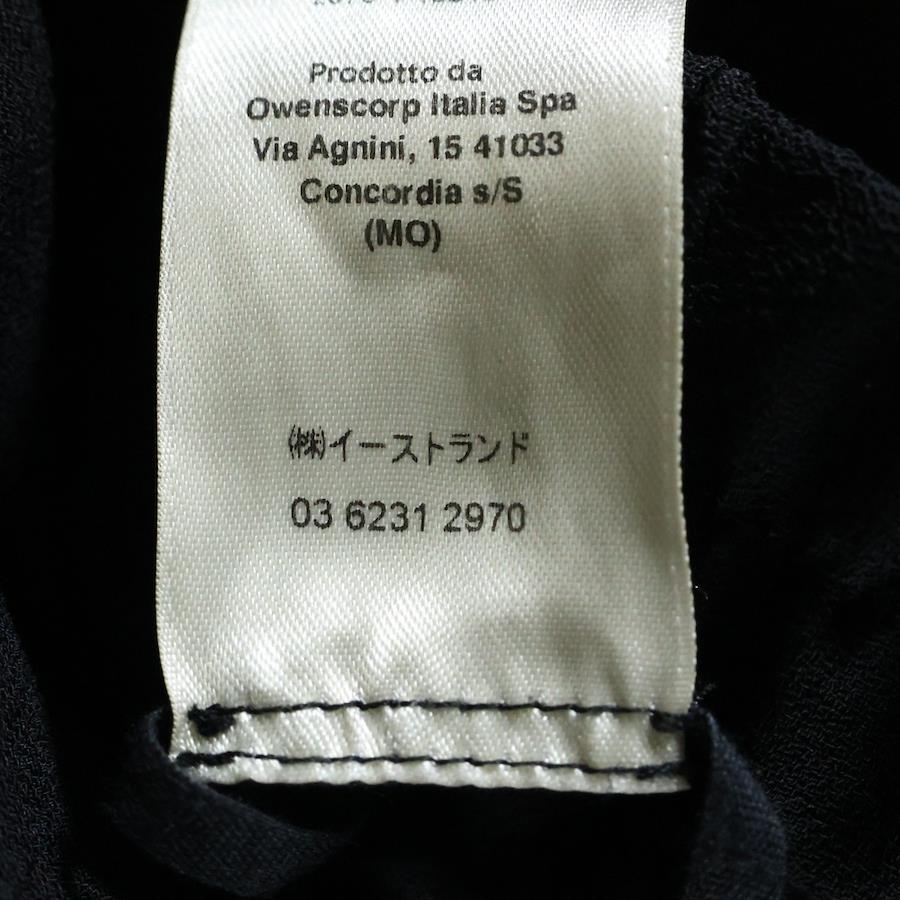 Prodotto da
Owenscorp Italia Spa
Via Agnini, 15 41033
Concordia s/S
(MO)
㈱イーストランド
03 6231 2970